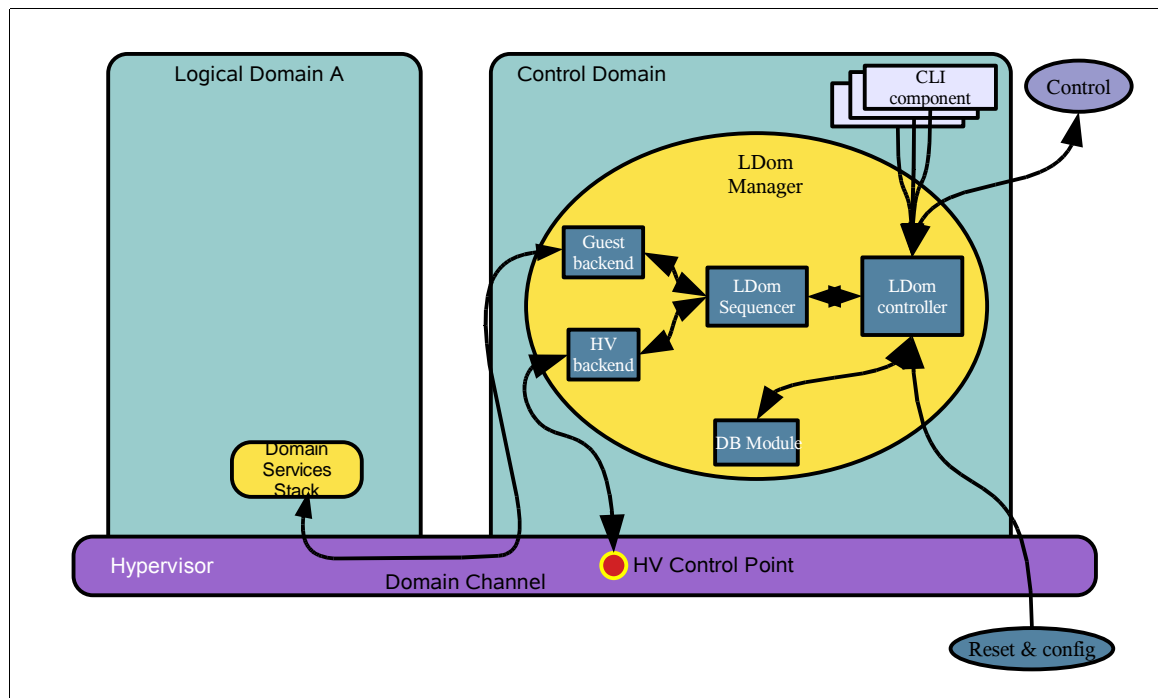 Logical Domain A
Control Domain
CLI
component
Control
LDom
Manager
Guest
backend
LDom
Sequencer
LDom
controller
HV
backend
DB Module
Domain
Services
Stack
Hypervisor
HV Control Point
Domain Channel
Reset & config